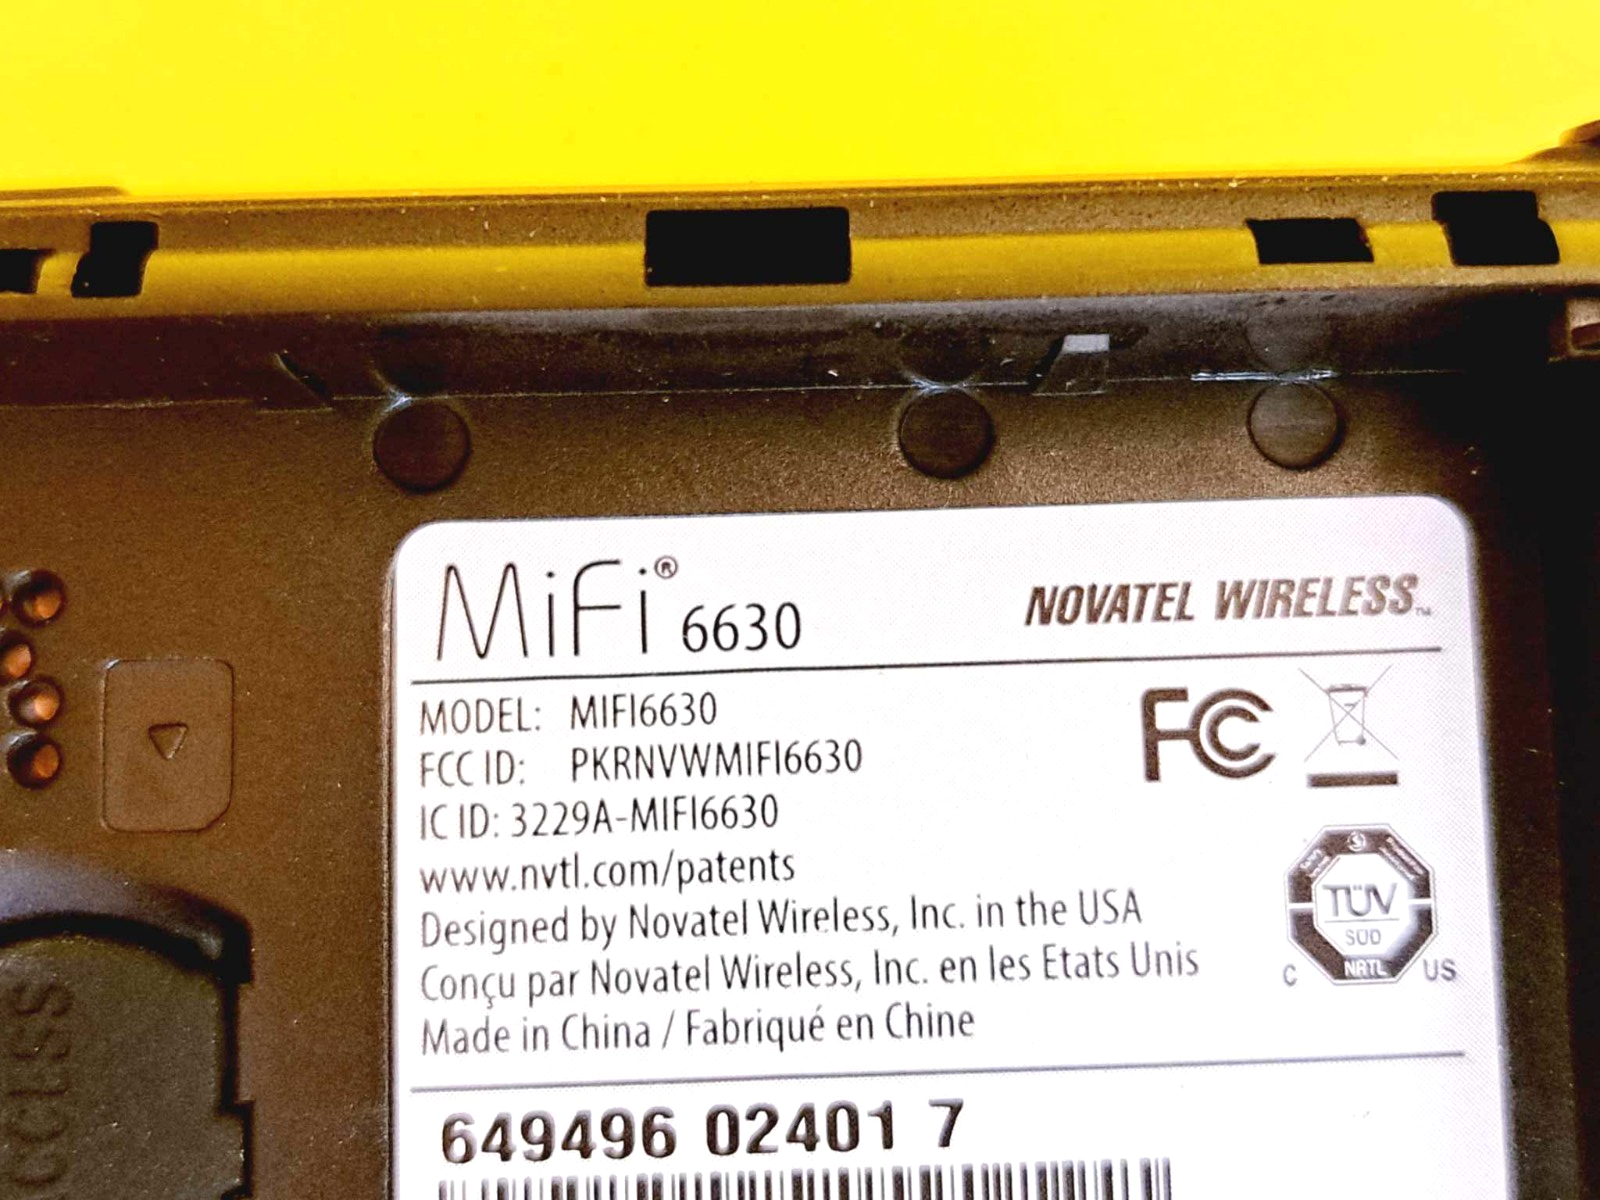 MiFi® 6630
NOVATEL WIRELESS™
MODEL: MIFI6630
FCC ID: PKRNVWMIFI6630
IC ID: 3229A-MIFI6630
www.nvtl.com/patents
Designed by Novatel Wireless, Inc. in the USA
Conçu par Novatel Wireless, Inc. en les Etats Unis
Made in China / Fabriqué en Chine
FC
TÜV
SÜD
NRTL
C US
649496 02401 7